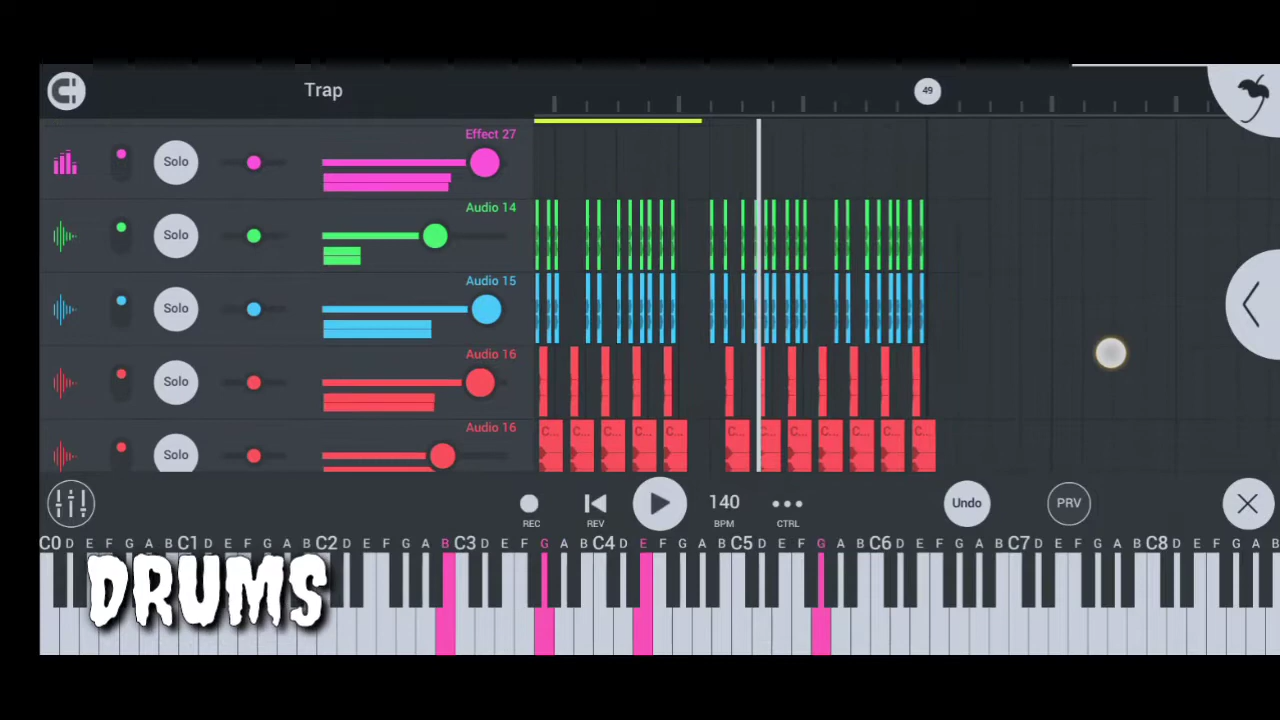 Trap
49
Effect 27
Solo
Audio 14
Solo
Audio 15
Solo
Audio 16
Solo
Audio 16
Solo
C... C... C... C... C... C... C... C... C... C... C... C...
REC
REV
140
BPM
CTRL
Undo
PRV
C0 D E F G A B C1 D E F G A B C2 D E F G A B C3 D E F G A B C4 D E F G A B C5 D E F G A B C6 D E F G A B C7 D E F G A B C8 D E F G A B
DRUMS